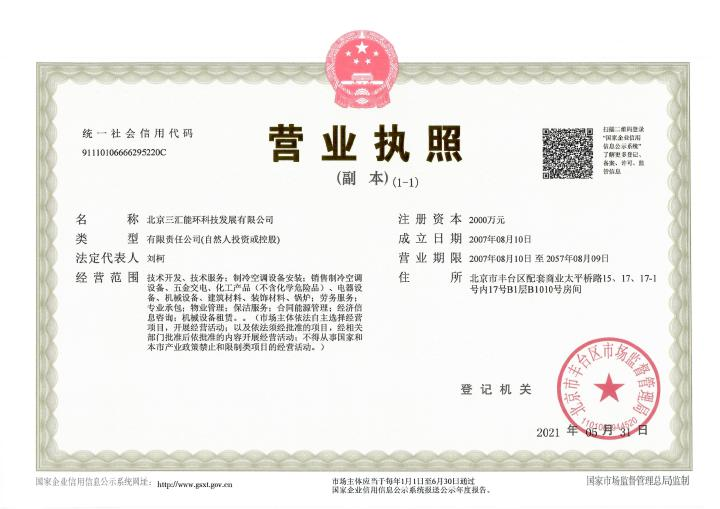 统一社会信用代码
91110106666295220C
营业执照
(副 本)(1-1)
扫描二维码登录
“国家企业信用
信息公示系统”
了解更多登记、
备案、许可、监
管信息
名 称 北京三汇能环科技发展有限公司
类 型 有限责任公司(自然人投资或控股)
法定代表人 刘柯
经营范围 技术开发、技术服务；制冷空调设备安装；销售制冷空调
设备、五金交电、化工产品（不含化学危险品）、电器设
备、机械设备、建筑材料、装饰材料、锅炉；劳务服务；
专业承包；物业管理；保洁服务；合同能源管理；经济信
息咨询；机械设备租赁。。（市场主体依法自主选择经营
项目，开展经营活动；以及依法须经批准的项目，经相关
部门批准后依批准的内容开展经营活动；不得从事国家和
本市产业政策禁止和限制类项目的经营活动。）
注册资本 2000万元
成立日期 2007年08月10日
营业期限 2007年08月10日 至 2057年08月09日
住 所 北京市丰台区配套商业太平桥路15、17、17-1
号内17号B1层B1010号房间
登记机关
北京市丰台区市场监督管理局
2021 年 05 月 31 日
国家企业信用信息公示系统网址： http://www.gsxt.gov.cn
市场主体应当于每年1月1日至6月30日通过
国家企业信用信息公示系统报送公示年度报告。
国家市场监督管理总局监制